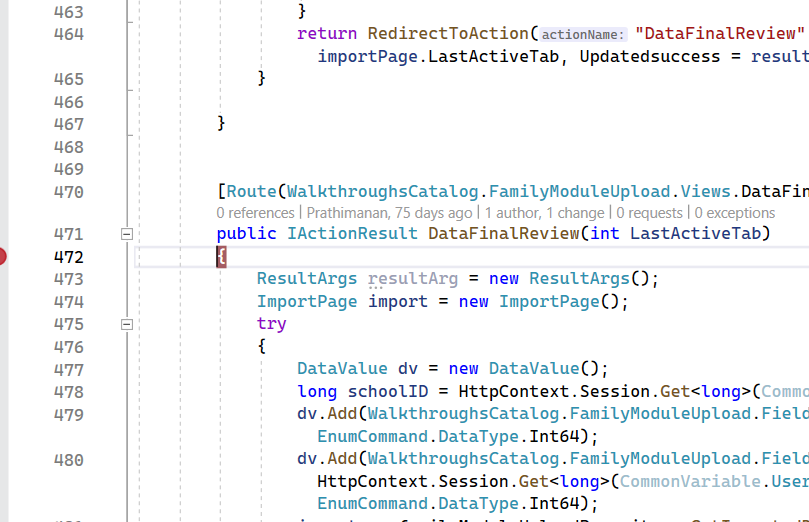 463 }
464 return RedirectToAction(actionName: "DataFinalReview"
importPage.LastActiveTab, Updatedsuccess = result
465 }
466
467 }
468
469
470 [Route(WalkthroughsCatalog.FamilyModuleUpload.Views.DataFin
0 references | Prathimanan, 75 days ago | 1 author, 1 change | 0 requests | 0 exceptions
471 public IActionResult DataFinalReview(int LastActiveTab)
472 {
473 ResultArgs resultArg = new ResultArgs();
474 ImportPage import = new ImportPage();
475 try
476 {
477 DataValue dv = new DataValue();
478 long schoolID = HttpContext.Session.Get<long>(Commo
479 dv.Add(WalkthroughsCatalog.FamilyModuleUpload.Field
EnumCommand.DataType.Int64);
480 dv.Add(WalkthroughsCatalog.FamilyModuleUpload.Field
HttpContext.Session.Get<long>(CommonVariable.User
EnumCommand.DataType.Int64);